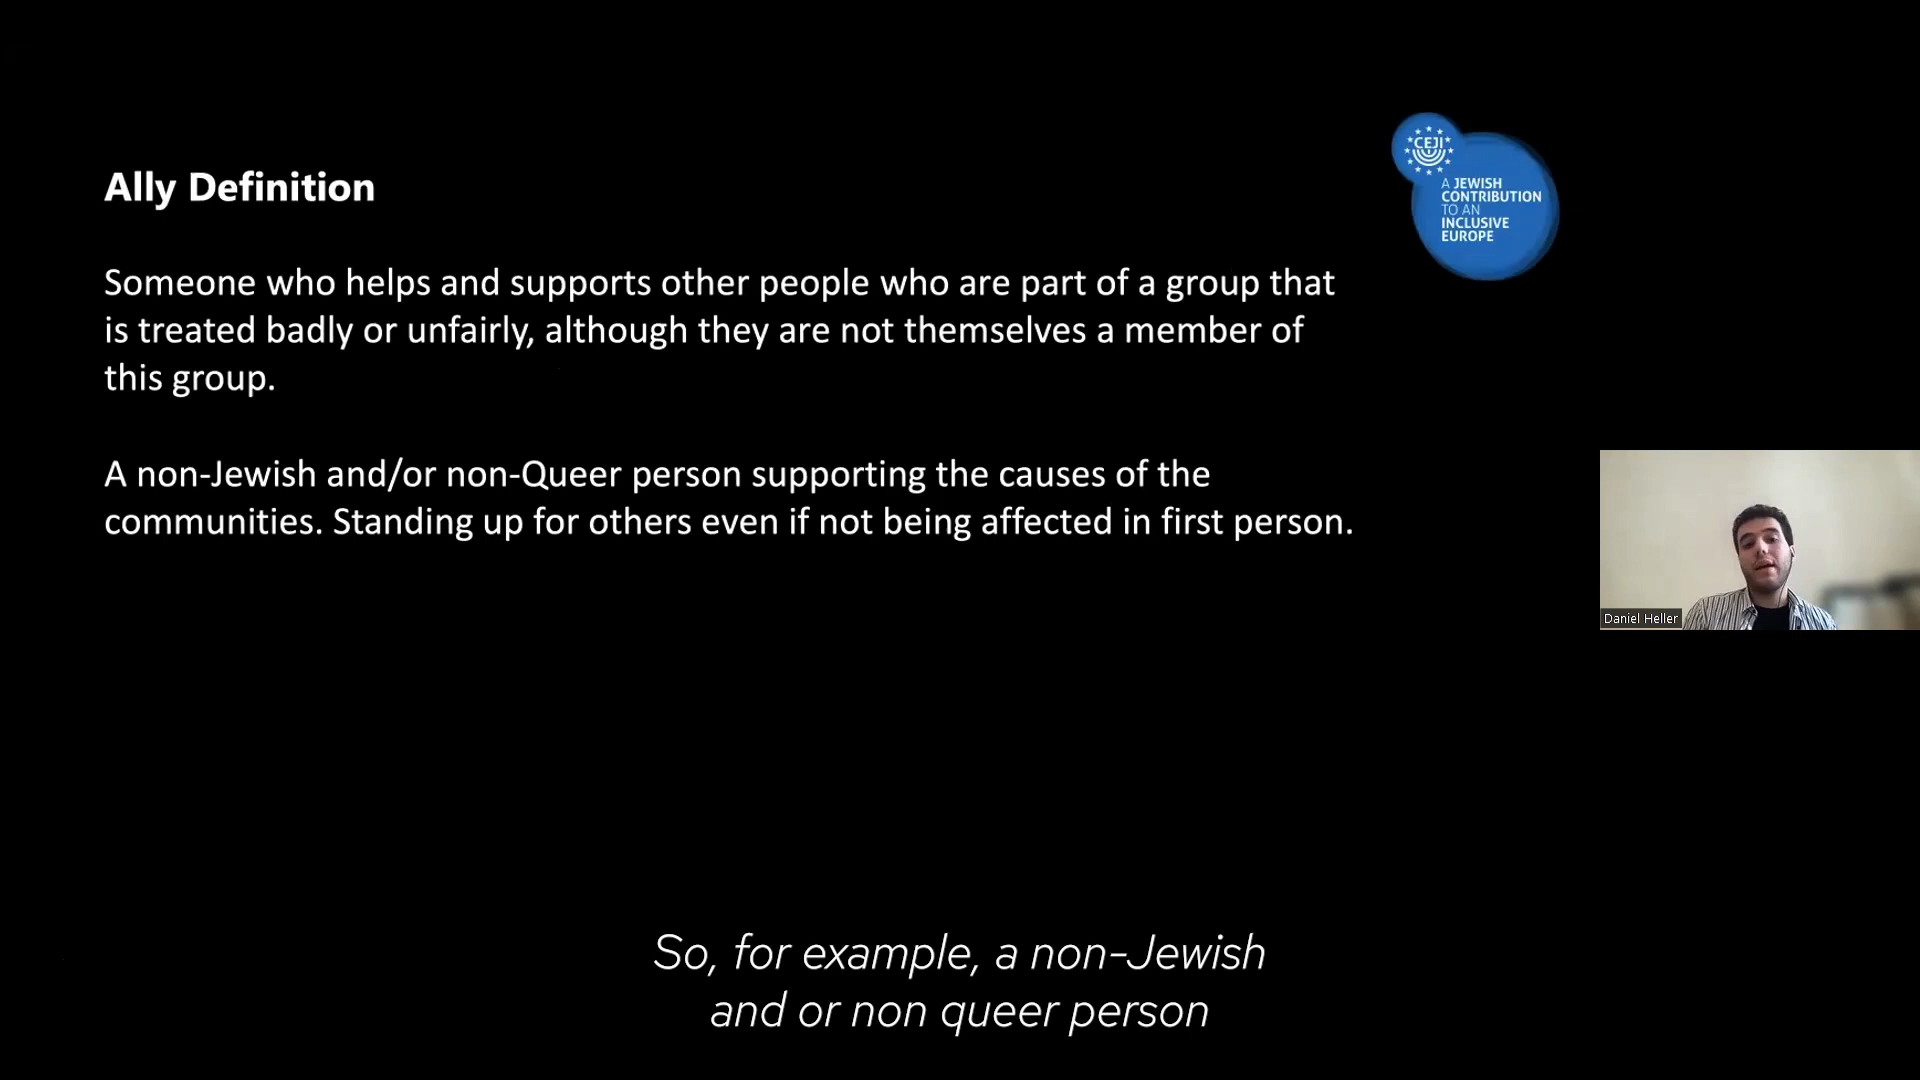 Ally Definition
Someone who helps and supports other people who are part of a group that
is treated badly or unfairly, although they are not themselves a member of
this group.
A non-Jewish and/or non-Queer person supporting the causes of the
communities. Standing up for others even if not being affected in first person.
CEJI
A JEWISH
CONTRIBUTION
TO AN
INCLUSIVE
EUROPE
Daniel Heller
So, for example, a non-Jewish
and or non queer person